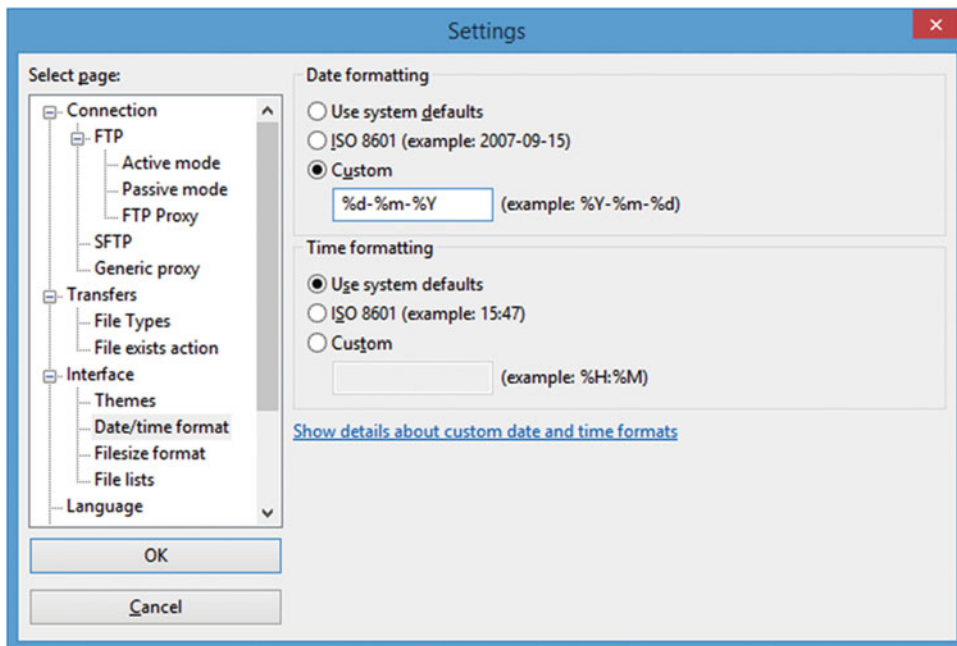 Settings
Select page:
Connection
FTP
Active mode
Passive mode
FTP Proxy
SFTP
Generic proxy
Transfers
File Types
File exists action
Interface
Themes
Date/time format
Filesize format
File lists
Language
OK
Cancel
Date formatting
Use system defaults
ISO 8601 (example: 2007-09-15)
Custom
%d-%m-%Y (example: %Y-%m-%d)
Time formatting
Use system defaults
ISO 8601 (example: 15:47)
Custom
(example: %H:%M)
Show details about custom date and time formats